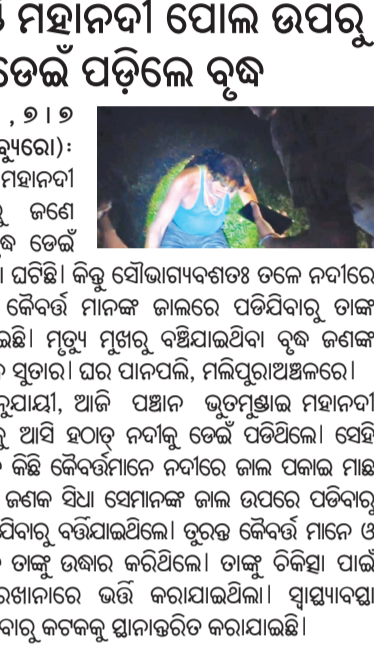 ମହାନଦୀ ପୋଲ ଉପରୁ
ଡେଇଁ ପଡ଼ିଲେ ବୃଦ୍ଧ
, ୭।୭
ବ୍ୟୁରୋ):
ମହାନଦୀ
ଜଣେ
ଡେଇଁ
ଘଟିଛି। କିନ୍ତୁ ସୌଭାଗ୍ୟବଶତଃ ତଳେ ନଦୀରେ
କୈବର୍ତ୍ତ ମାନଙ୍କ ଜାଲରେ ପଡିଯିବାରୁ ତାଙ୍କ
ମୃତ୍ୟୁ ମୁଖରୁ ବଞ୍ଚିଯାଇଥିବା ବୃଦ୍ଧ ଜଣଙ୍କ
ସୁତାର। ଘର ପାନପଲି, ମଲିପୁରାଅଞ୍ଚଳରେ।
ଆଜି ପଞ୍ଚାନ ଭୂତମୁଣ୍ଡାଇ ମହାନଦୀ
ଆସି ହଠାତ୍ ନଦୀକୁ ଡେଇଁ ପଡିଥିଲେ। ସେହି
କିଛି କୈବର୍ତ୍ତମାନେ ନଦୀରେ ଜାଲ ପକାଇ ମାଛ
ଜଣକ ସିଧା ସେମାନଙ୍କ ଜାଲ ଉପରେ ପଡିବାରୁ
ଯିବାରୁ ବର୍ତ୍ତିଯାଇଥିଲେ। ତୁରନ୍ତ କୈବର୍ତ୍ତ ମାନେ ଓ
ତାଙ୍କୁ ଉଦ୍ଧାର କରିଥିଲେ। ତାଙ୍କୁ ଚିକିତ୍ସା ପାଇଁ
ଭର୍ତ୍ତି କରାଯାଇଥିଲା। ସ୍ୱାସ୍ଥ୍ୟାବସ୍ଥା
କଟକକୁ ସ୍ଥାନାନ୍ତରିତ କରାଯାଇଛି।